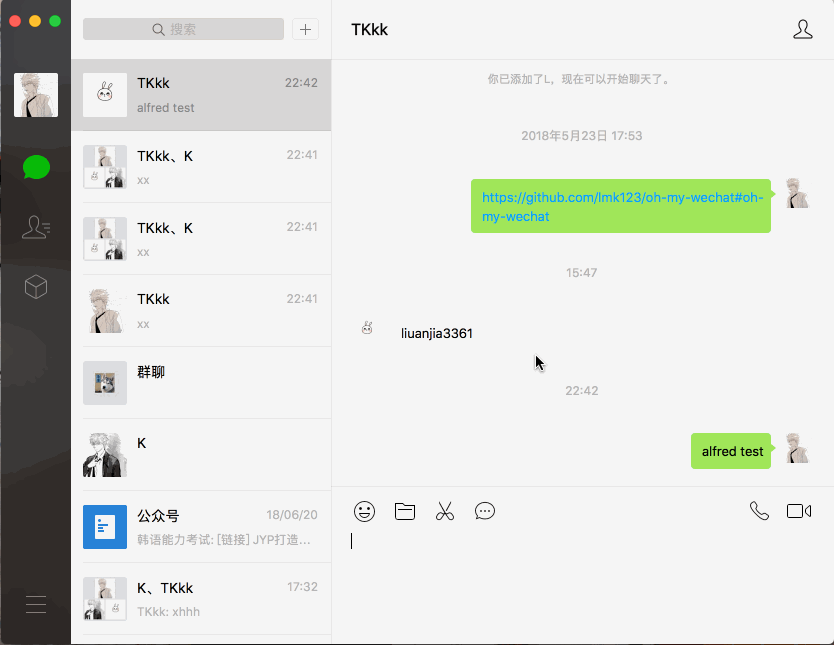 搜索
TKkk
22:42
alfred test
TKkk、K
22:41
xx
TKkk、K
22:41
xx
TKkk
22:41
xx
群聊
K
公众号
18/06/20
韩语能力考试: [链接] JYP打造...
K、TKkk
17:32
TKkk: xhhh
TKkk
你已添加了L，现在可以开始聊天了。
2018年5月23日 17:53
https://github.com/lmk123/oh-my-wechat#oh-
my-wechat
15:47
liuanjia3361
22:42
alfred test